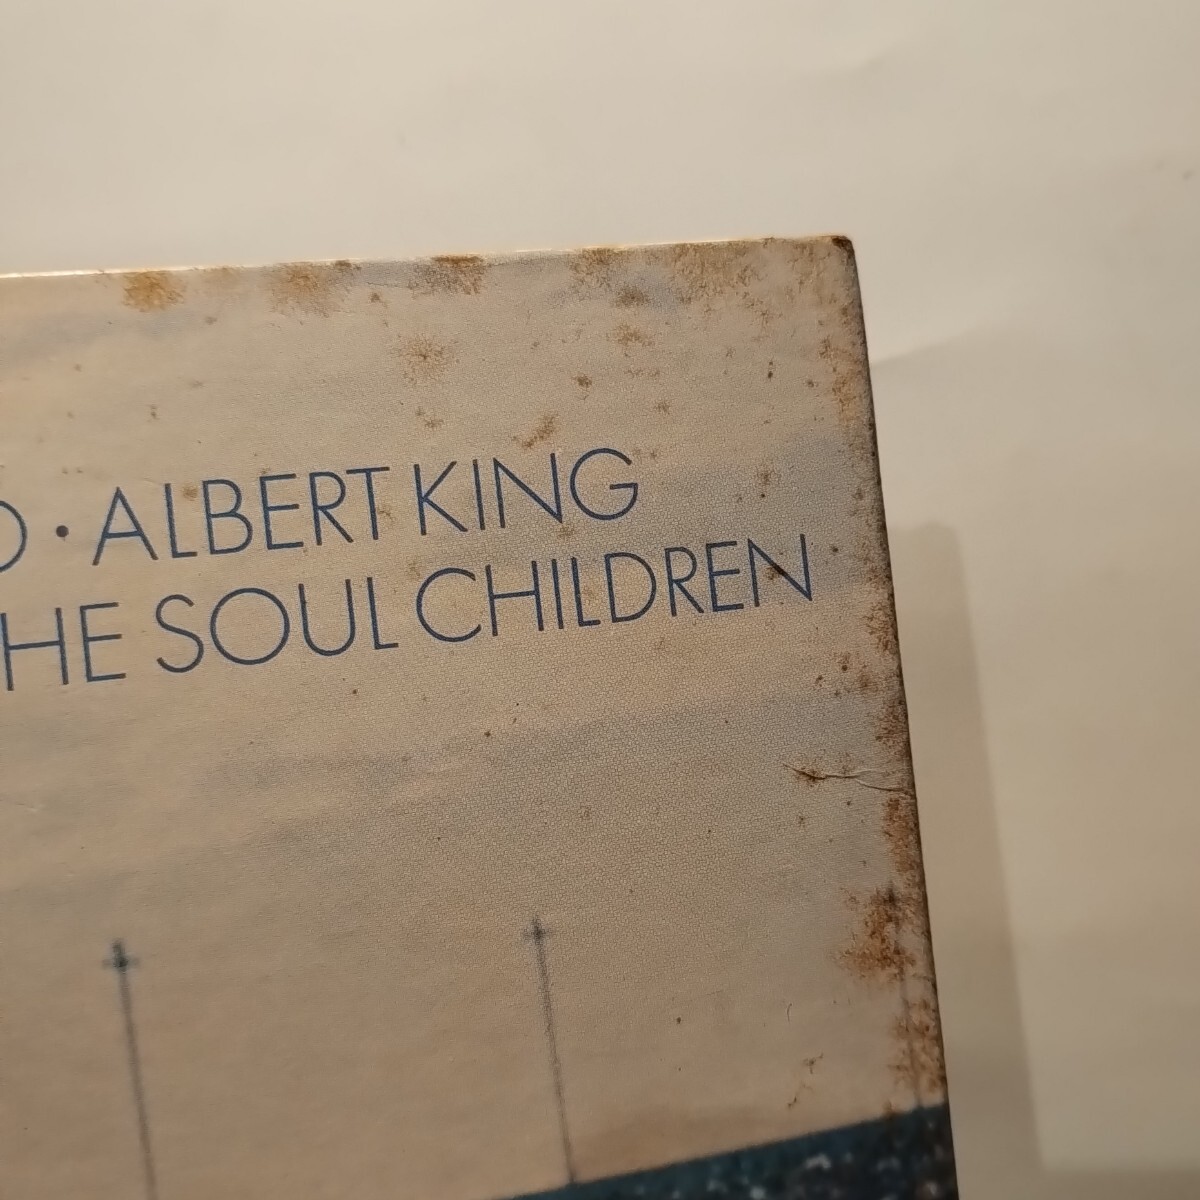 · ALBERT KING
HE SOUL CHILDREN